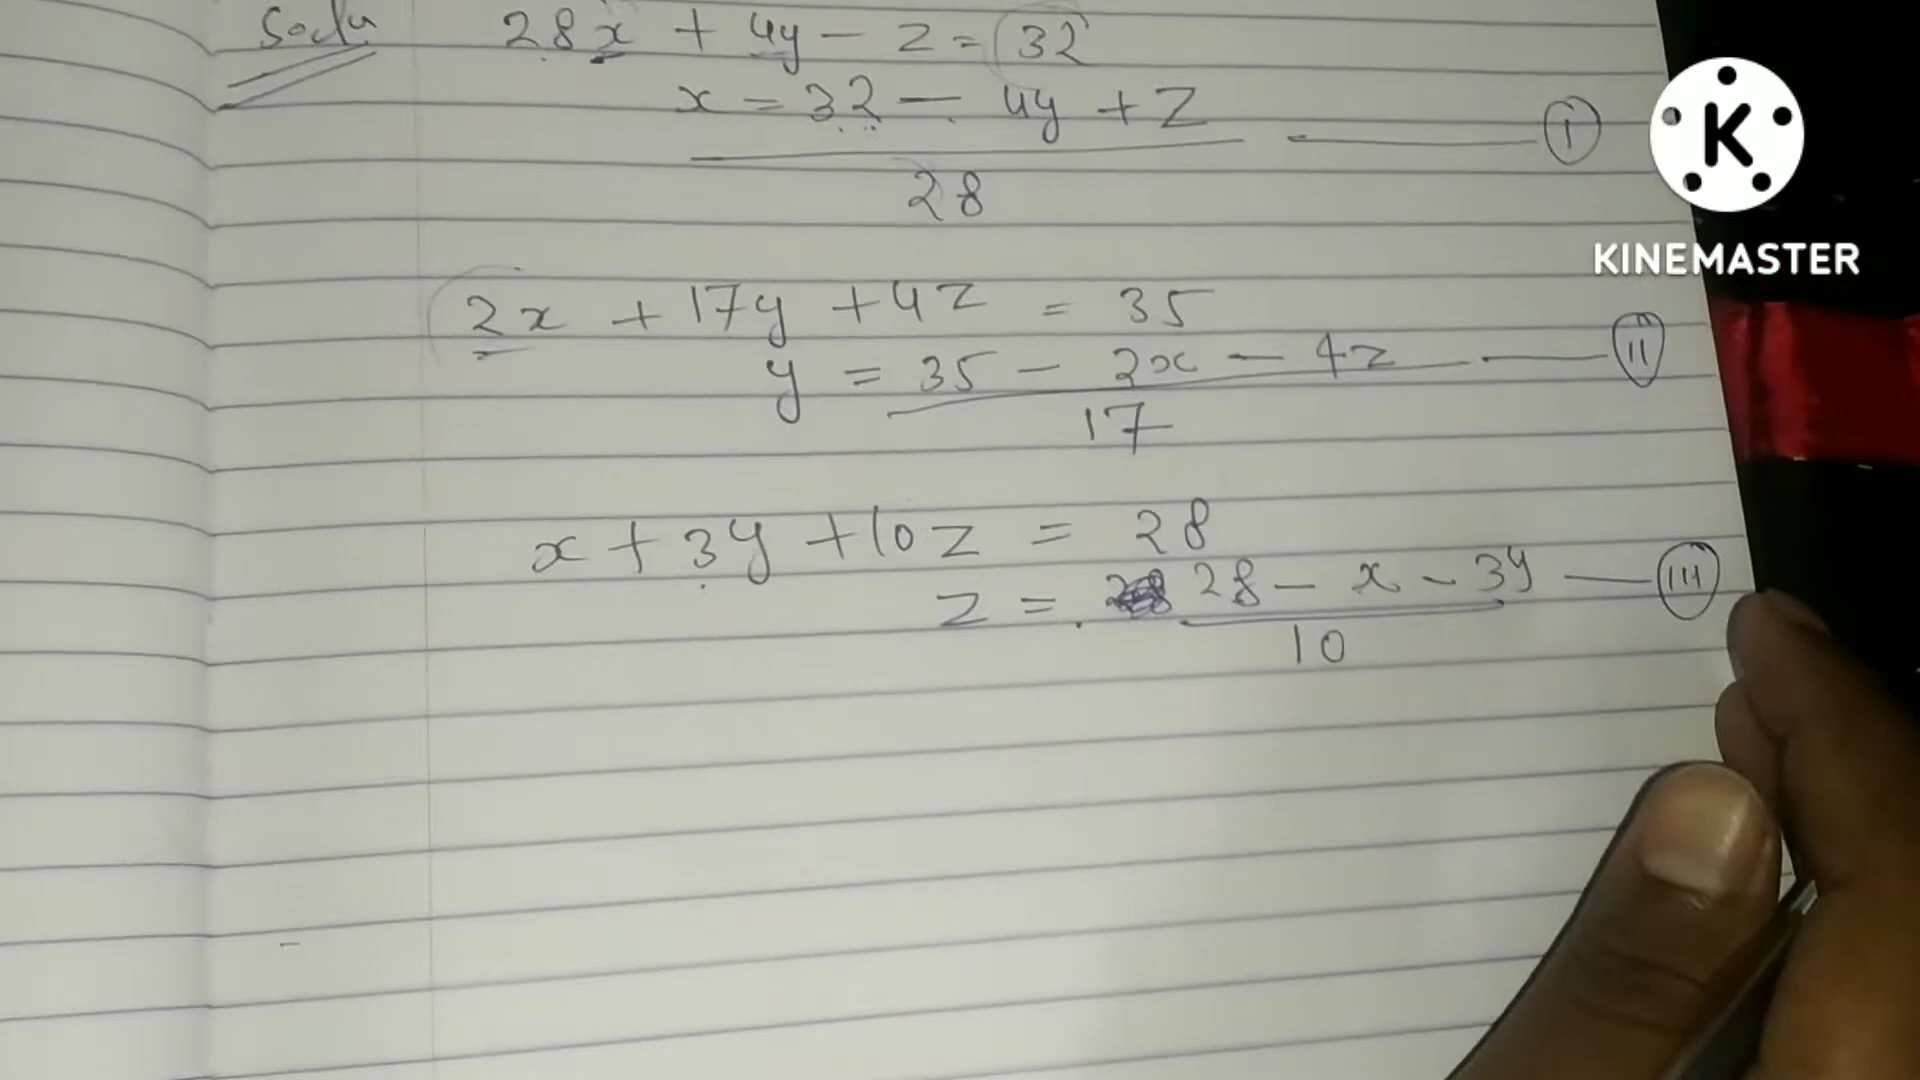 Soln 28x + 4y - z = 32
x = 32 - 4y + z
28
I
K
KINEMASTER
2x + 17y + 4z = 35
y = 35 - 2x - 4z
17
II
x + 3y + 10z = 28
z = 28 - x - 3y
10
III